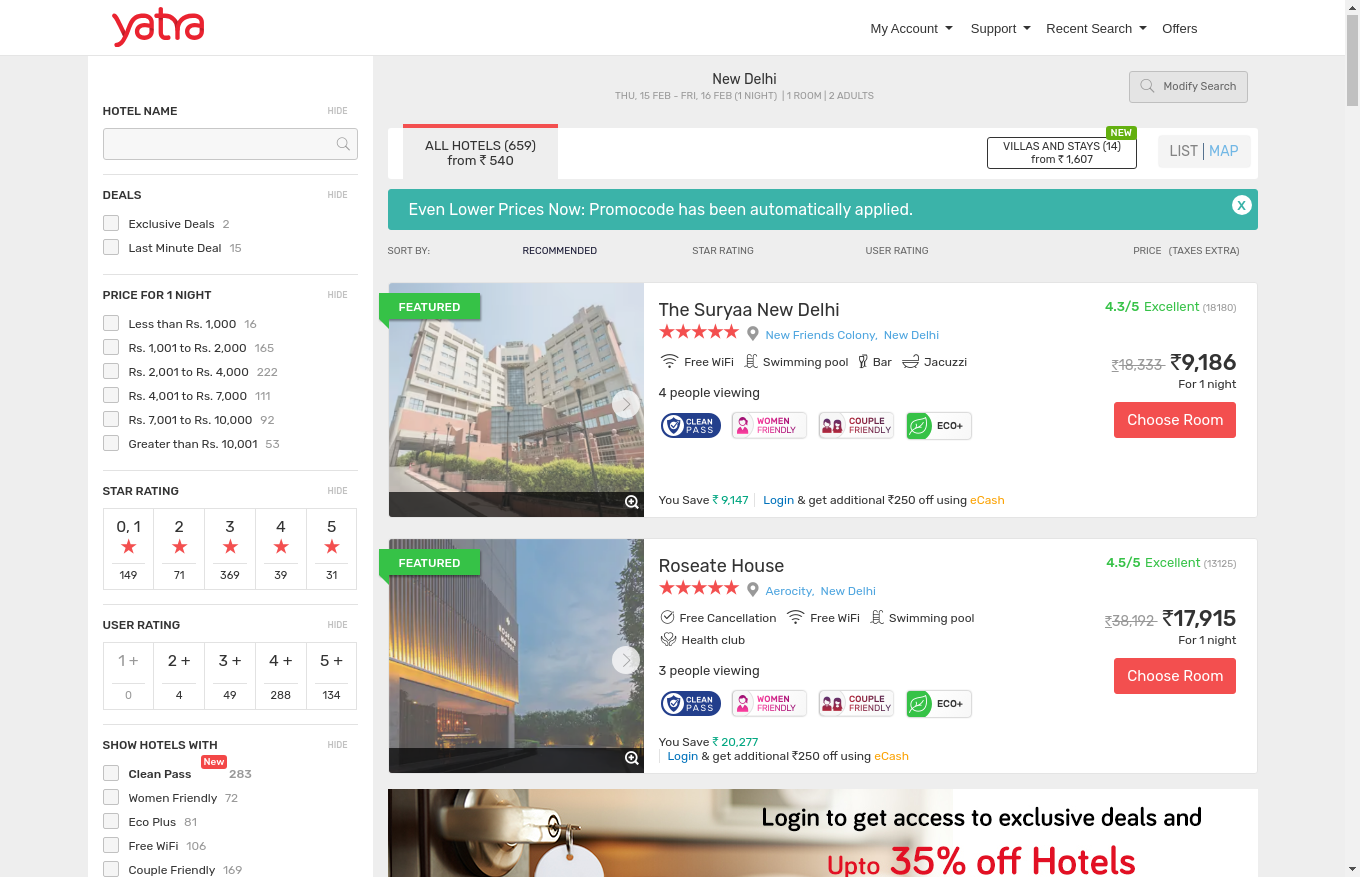 yatra
My Account
Support
Recent Search
Offers
New Delhi
THU, 15 FEB - FRI, 16 FEB (1 NIGHT) | 1 ROOM | 2 ADULTS
Modify Search
HOTEL NAME HIDE
DEALS HIDE
Exclusive Deals 2
Last Minute Deal 15
PRICE FOR 1 NIGHT HIDE
Less than Rs. 1,000 16
Rs. 1,001 to Rs. 2,000 165
Rs. 2,001 to Rs. 4,000 222
Rs. 4,001 to Rs. 7,000 111
Rs. 7,001 to Rs. 10,000 92
Greater than Rs. 10,001 53
STAR RATING HIDE
0, 1 2 3 4 5
149 71 369 39 31
USER RATING HIDE
1 + 2 + 3 + 4 + 5 +
0 4 49 288 134
SHOW HOTELS WITH HIDE
New
Clean Pass 283
Women Friendly 72
Eco Plus 81
Free WiFi 106
Couple Friendly 169
ALL HOTELS (659)
from ₹ 540
NEW
VILLAS AND STAYS (14)
from ₹ 1,607
LIST | MAP
Even Lower Prices Now: Promocode has been automatically applied.
X
SORT BY: RECOMMENDED STAR RATING USER RATING PRICE (TAXES EXTRA)
FEATURED
The Suryaa New Delhi
4.3/5 Excellent (18180)
New Friends Colony, New Delhi
Free WiFi Swimming pool Bar Jacuzzi
₹18,333 ₹9,186
For 1 night
4 people viewing
Choose Room
CLEAN PASS
WOMEN FRIENDLY
COUPLE FRIENDLY
ECO+
You Save ₹ 9,147 Login & get additional ₹250 off using eCash
FEATURED
ROSEATE HOUSE
Roseate House
4.5/5 Excellent (13125)
Aerocity, New Delhi
Free Cancellation Free WiFi Swimming pool
Health club
₹38,192 ₹17,915
For 1 night
3 people viewing
Choose Room
CLEAN PASS
WOMEN FRIENDLY
COUPLE FRIENDLY
ECO+
You Save ₹ 20,277
Login & get additional ₹250 off using eCash
Login to get access to exclusive deals and
Upto 35% off Hotels